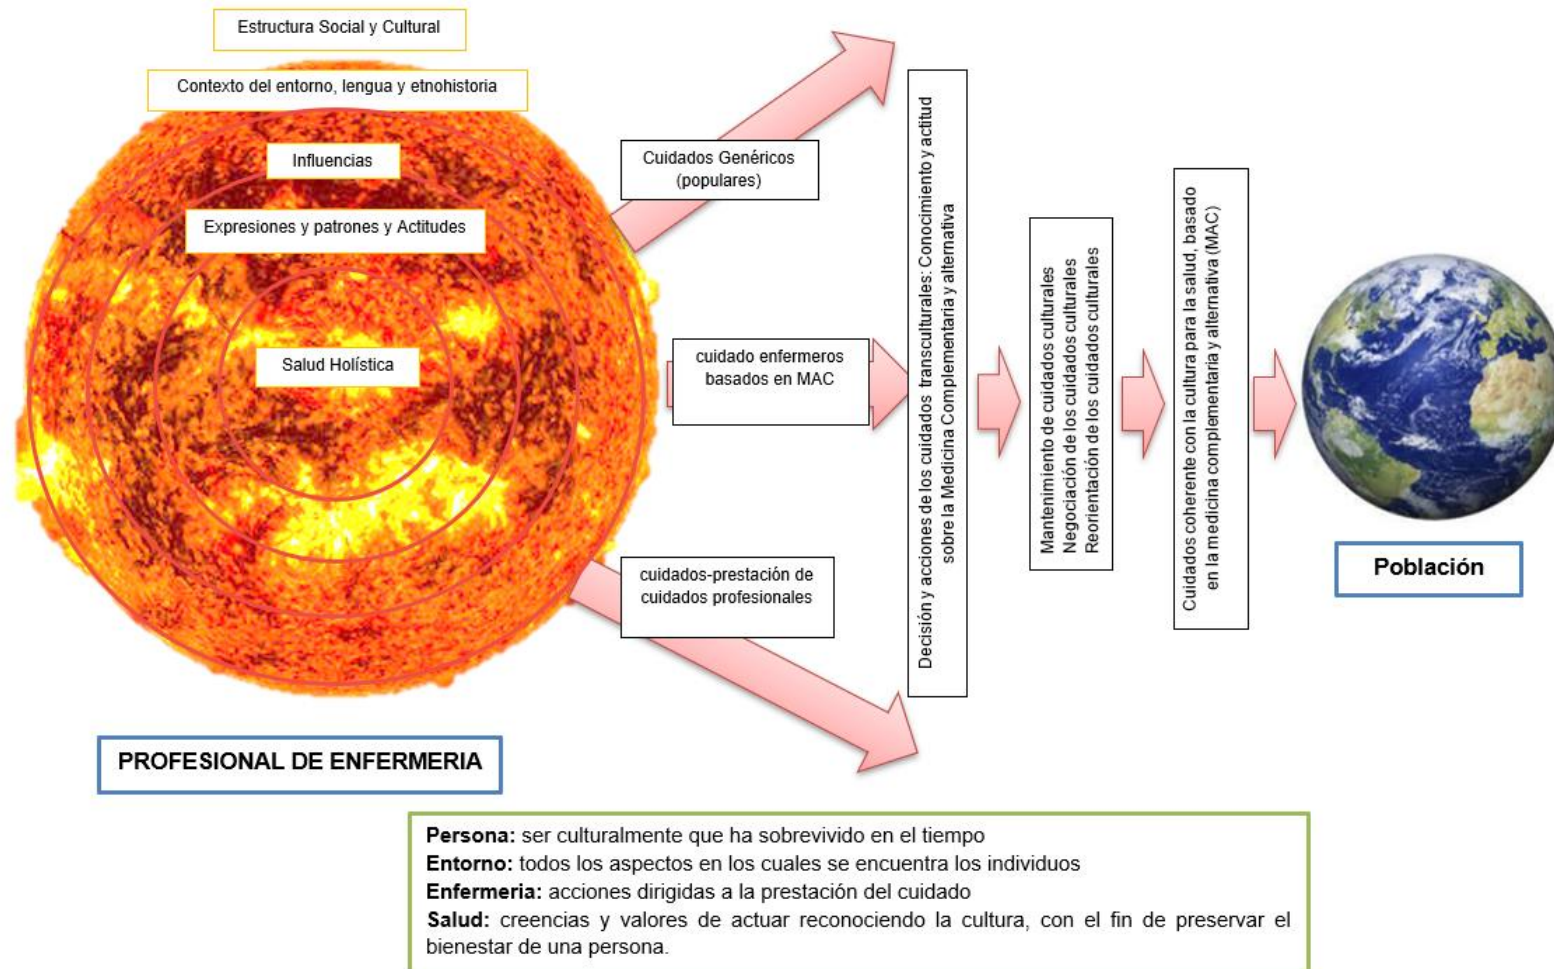 Estructura Social y Cultural
Contexto del entorno, lengua y etnohistoria
Influencias
Expresiones y patrones y Actitudes
Salud Holística
PROFESIONAL DE ENFERMERIA
Cuidados Genéricos
(populares)
cuidado enfermeros
basados en MAC
cuidados-prestación de
cuidados profesionales
Decisión y acciones de los cuidados transculturales: Conocimiento y actitud
sobre la Medicina Complementaria y alternativa
Mantenimiento de cuidados culturales
Negociación de los cuidados culturales
Reorientación de los cuidados culturales
Cuidados coherente con la cultura para la salud, basado
en la medicina complementaria y alternativa (MAC)
Población
Persona: ser culturalmente que ha sobrevivido en el tiempo
Entorno: todos los aspectos en los cuales se encuentra los individuos
Enfermeria: acciones dirigidas a la prestación del cuidado
Salud: creencias y valores de actuar reconociendo la cultura, con el fin de preservar el
bienestar de una persona.